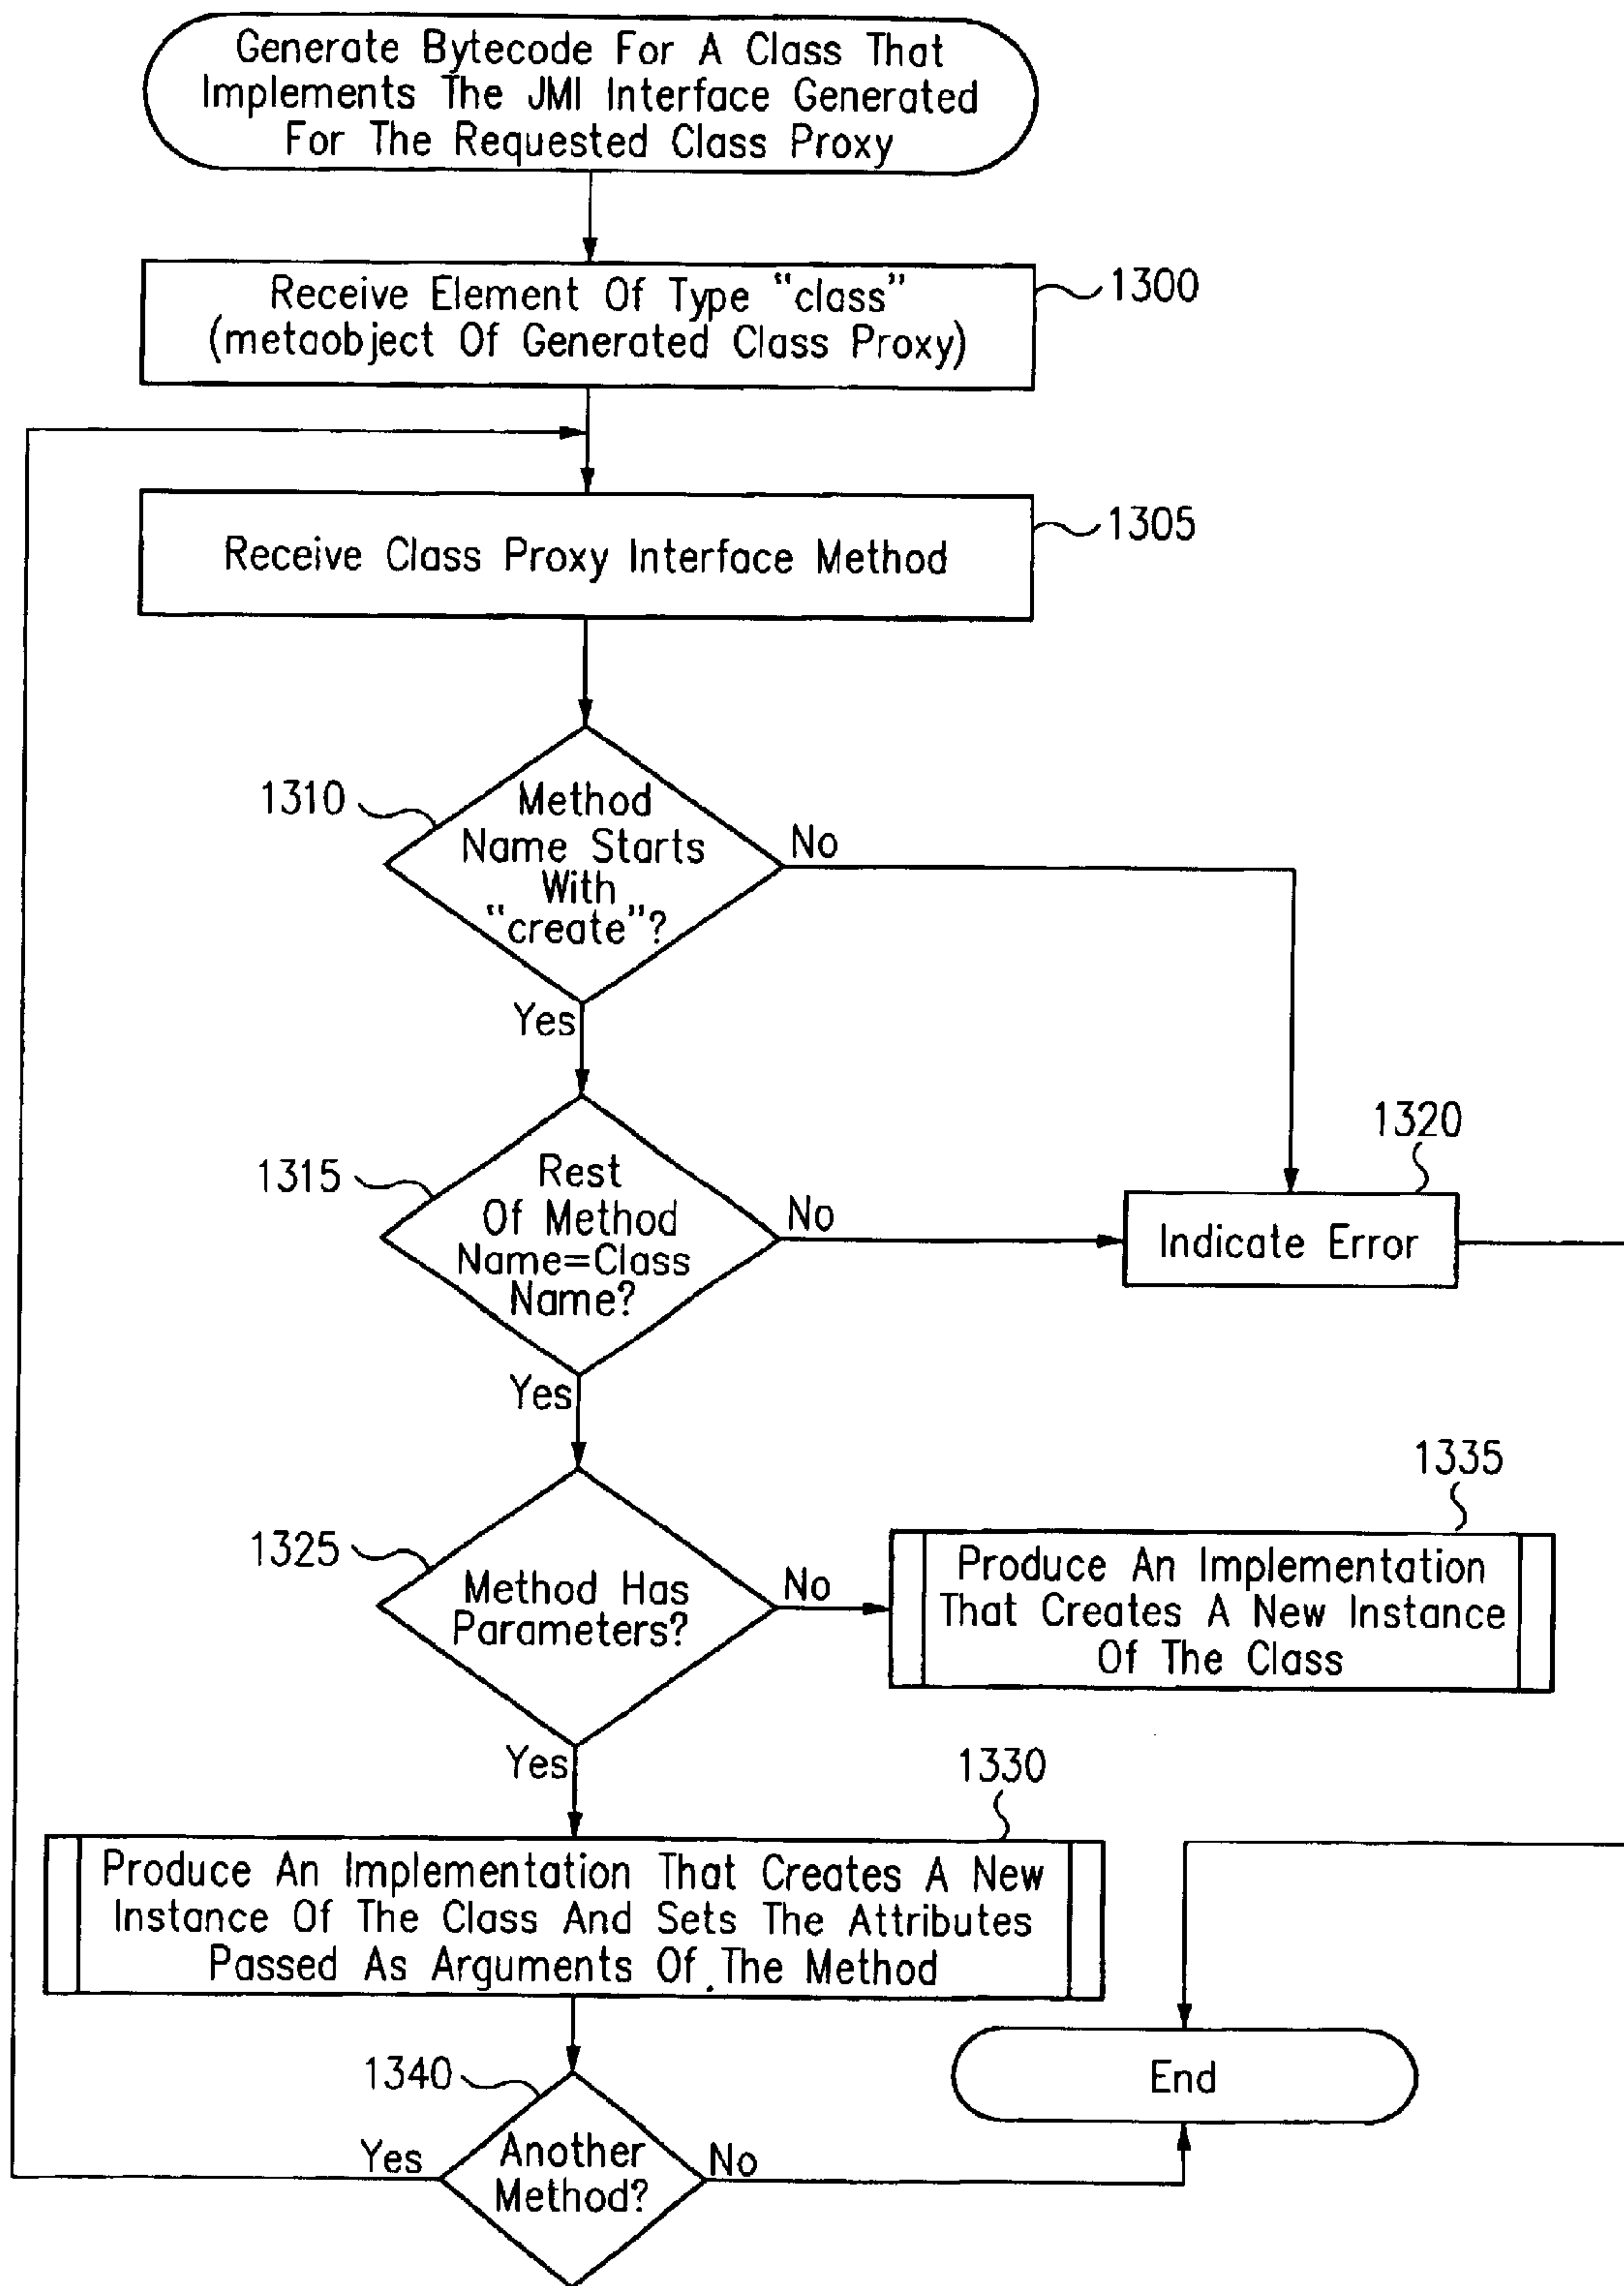 Generate Bytecode For A Class That
Implements The JMI Interface Generated
For The Requested Class Proxy
Receive Element Of Type “class”
(metaobject Of Generated Class Proxy)
1300
Receive Class Proxy Interface Method
1305
1310
Method
Name Starts
With
“create”?
No
Yes
1315
Rest
Of Method
Name=Class
Name?
No
1320
Indicate Error
Yes
1325
Method Has
Parameters?
No
1335
Produce An Implementation
That Creates A New Instance
Of The Class
Yes
1330
Produce An Implementation That Creates A New
Instance Of The Class And Sets The Attributes
Passed As Arguments Of The Method
1340
Another
Method?
Yes
No
End